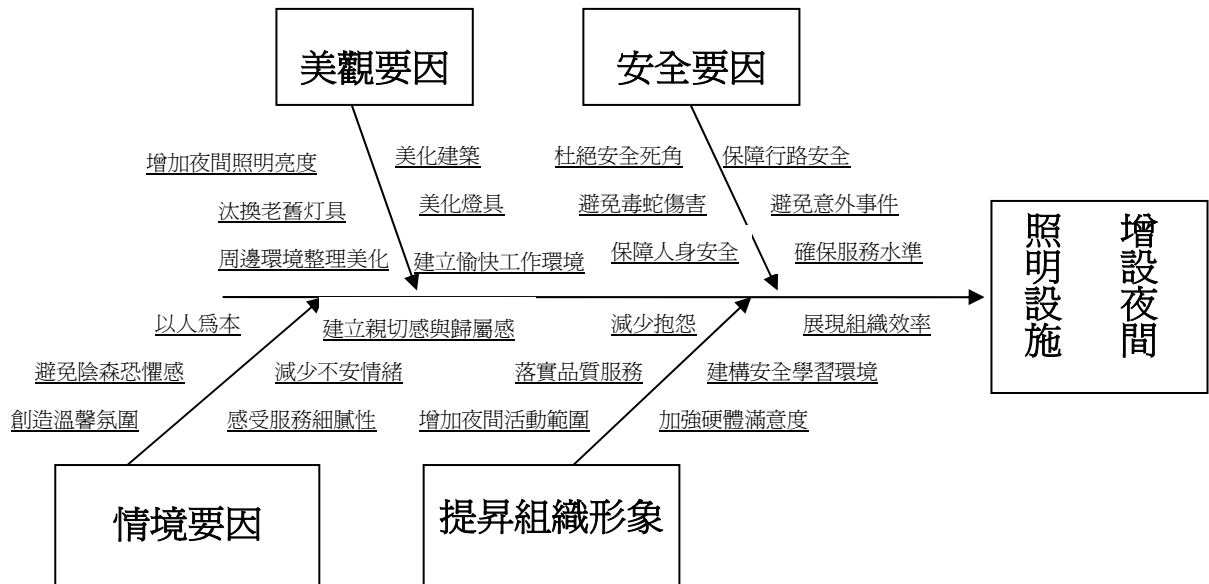 美觀要因
安全要因
增加夜間照明亮度
美化建築
杜絕安全死角
保障行路安全
汰換老舊灯具
美化燈具
避免毒蛇傷害
避免意外事件
周邊環境整理美化
建立愉快工作環境
保障人身安全
確保服務水準
增設夜間
照明設施
以人為本
建立親切感與歸屬感
減少抱怨
展現組織效率
避免陰森恐懼感
減少不安情緒
落實品質服務
建構安全學習環境
創造溫馨氛圍
感受服務細膩性
增加夜間活動範圍
加強硬體滿意度
情境要因
提昇組織形象